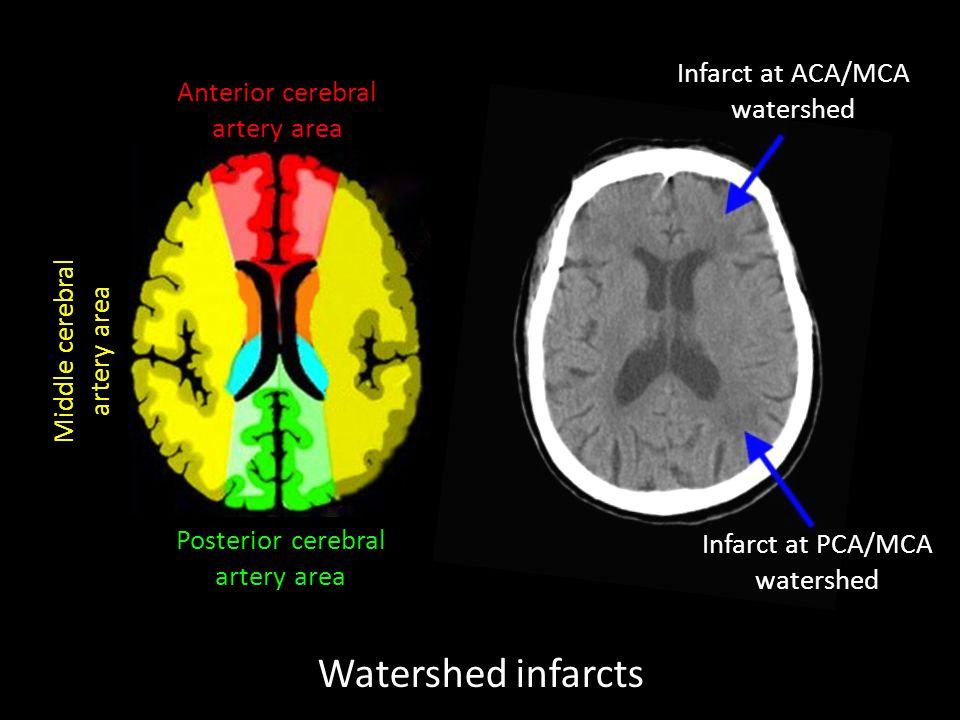 Anterior cerebral
artery area
Infarct at ACA/MCA
watershed
Middle cerebral
artery area
Posterior cerebral
artery area
Infarct at PCA/MCA
watershed
Watershed infarcts